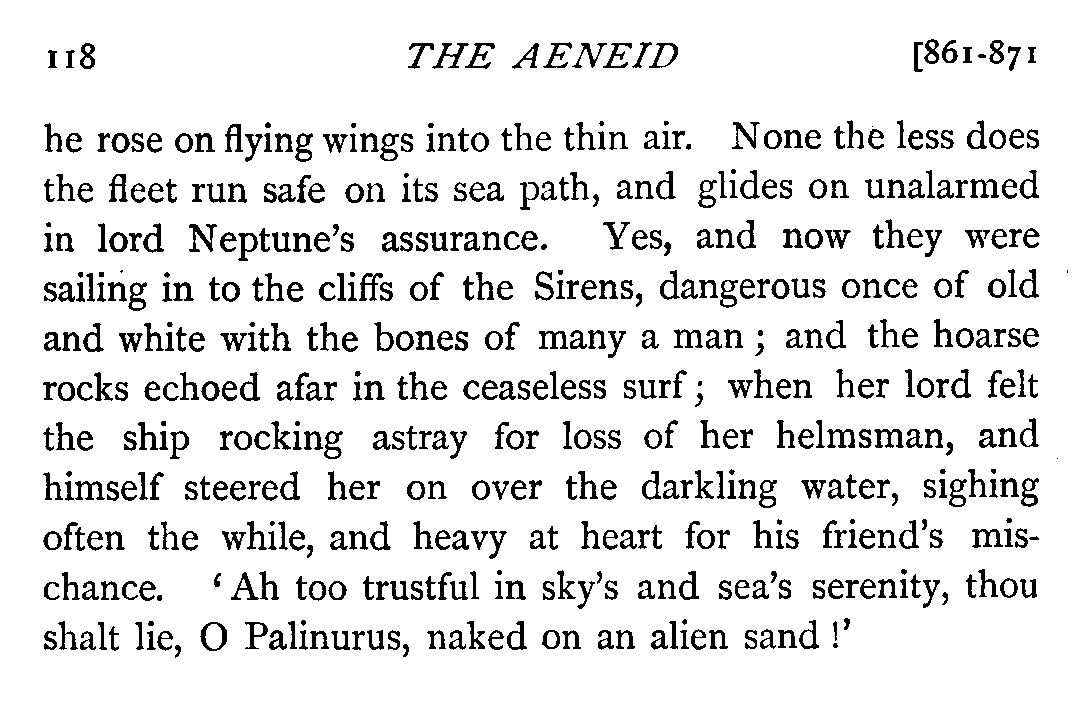 118 THE AENEID [861-871
he rose on flying wings into the thin air. None the less does
the fleet run safe on its sea path, and glides on unalarmed
in lord Neptune's assurance. Yes, and now they were
sailing in to the cliffs of the Sirens, dangerous once of old
and white with the bones of many a man ; and the hoarse
rocks echoed afar in the ceaseless surf ; when her lord felt
the ship rocking astray for loss of her helmsman, and
himself steered her on over the darkling water, sighing
often the while, and heavy at heart for his friend's mis-
chance. ‘ Ah too trustful in sky's and sea's serenity, thou
shalt lie, O Palinurus, naked on an alien sand !’